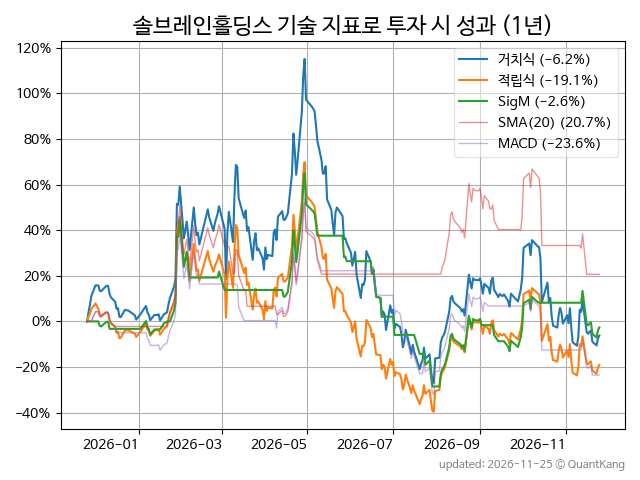 솔브레인홀딩스 기술 지표로 투자 시 성과 (1년)
120%
100%
80%
60%
40%
20%
0%
−20%
−40%
거치식 (−6.2%)
적립식 (−19.1%)
SigM (−2.6%)
SMA(20) (20.7%)
MACD (−23.6%)
2026-01 2026-03 2026-05 2026-07 2026-09 2026-11
updated: 2026-11-25 © QuantKang